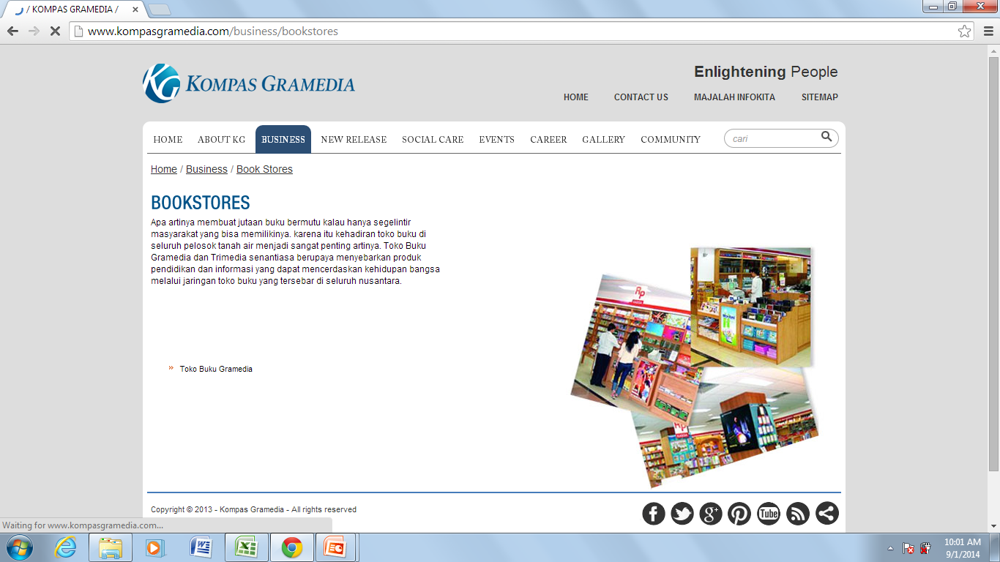 / KOMPAS GRAMEDIA /
www.kompasgramedia.com/business/bookstores
KG KOMPAS GRAMEDIA
Enlightening People
HOME CONTACT US MAJALAH INFOKITA SITEMAP
HOME ABOUT KG BUSINESS NEW RELEASE SOCIAL CARE EVENTS CAREER GALLERY COMMUNITY cari
Home / Business / Book Stores
BOOKSTORES
Apa artinya membuat jutaan buku bermutu kalau hanya segelintir
masyarakat yang bisa memilikinya. karena itu kehadiran toko buku di
seluruh pelosok tanah air menjadi sangat penting artinya. Toko Buku
Gramedia dan Trimedia senantiasa berupaya menyebarkan produk
pendidikan dan informasi yang dapat mencerdaskan kehidupan bangsa
melalui jaringan toko buku yang tersebar di seluruh nusantara.
Rp
» Toko Buku Gramedia
Rp
Copyright © 2013 - Kompas Gramedia - All rights reserved
You Tube
Waiting for www.kompasgramedia.com...
10:01 AM
9/1/2014